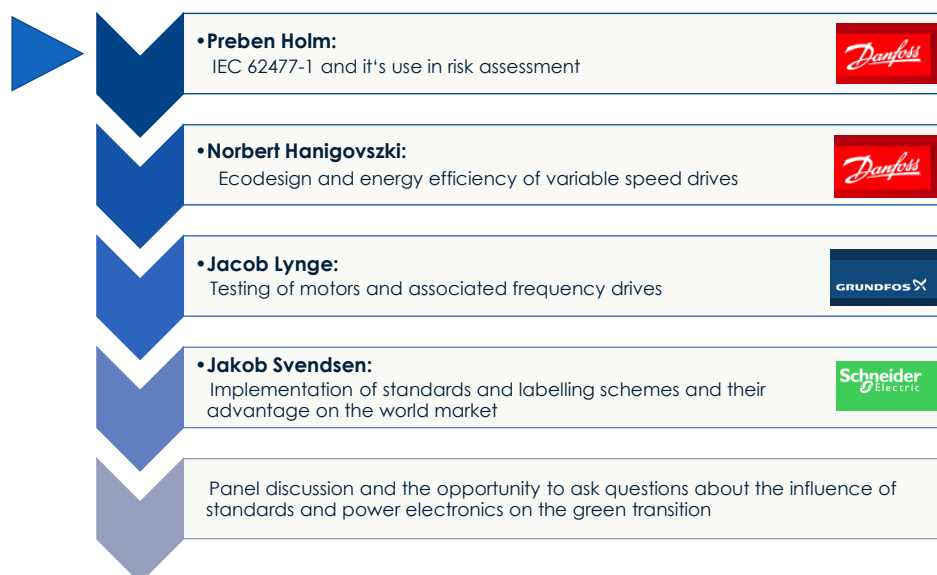 •Preben Holm:
IEC 62477-1 and it's use in risk assessment
Danfoss
•Norbert Hanigovszki:
Ecodesign and energy efficiency of variable speed drives
Danfoss
•Jacob Lynge:
Testing of motors and associated frequency drives
GRUNDFOS
•Jakob Svendsen:
Implementation of standards and labelling schemes and their
advantage on the world market
Schneider
Electric
Panel discussion and the opportunity to ask questions about the influence of
standards and power electronics on the green transition